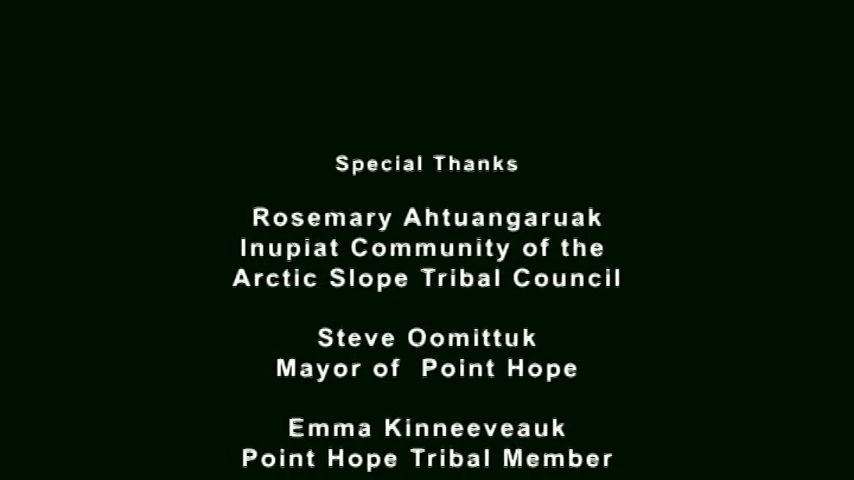 Special Thanks
Rosemary Ahtuangaruak
Inupiat Community of the
Arctic Slope Tribal Council
Steve Oomittuk
Mayor of Point Hope
Emma Kinneeveauk
Point Hope Tribal Member